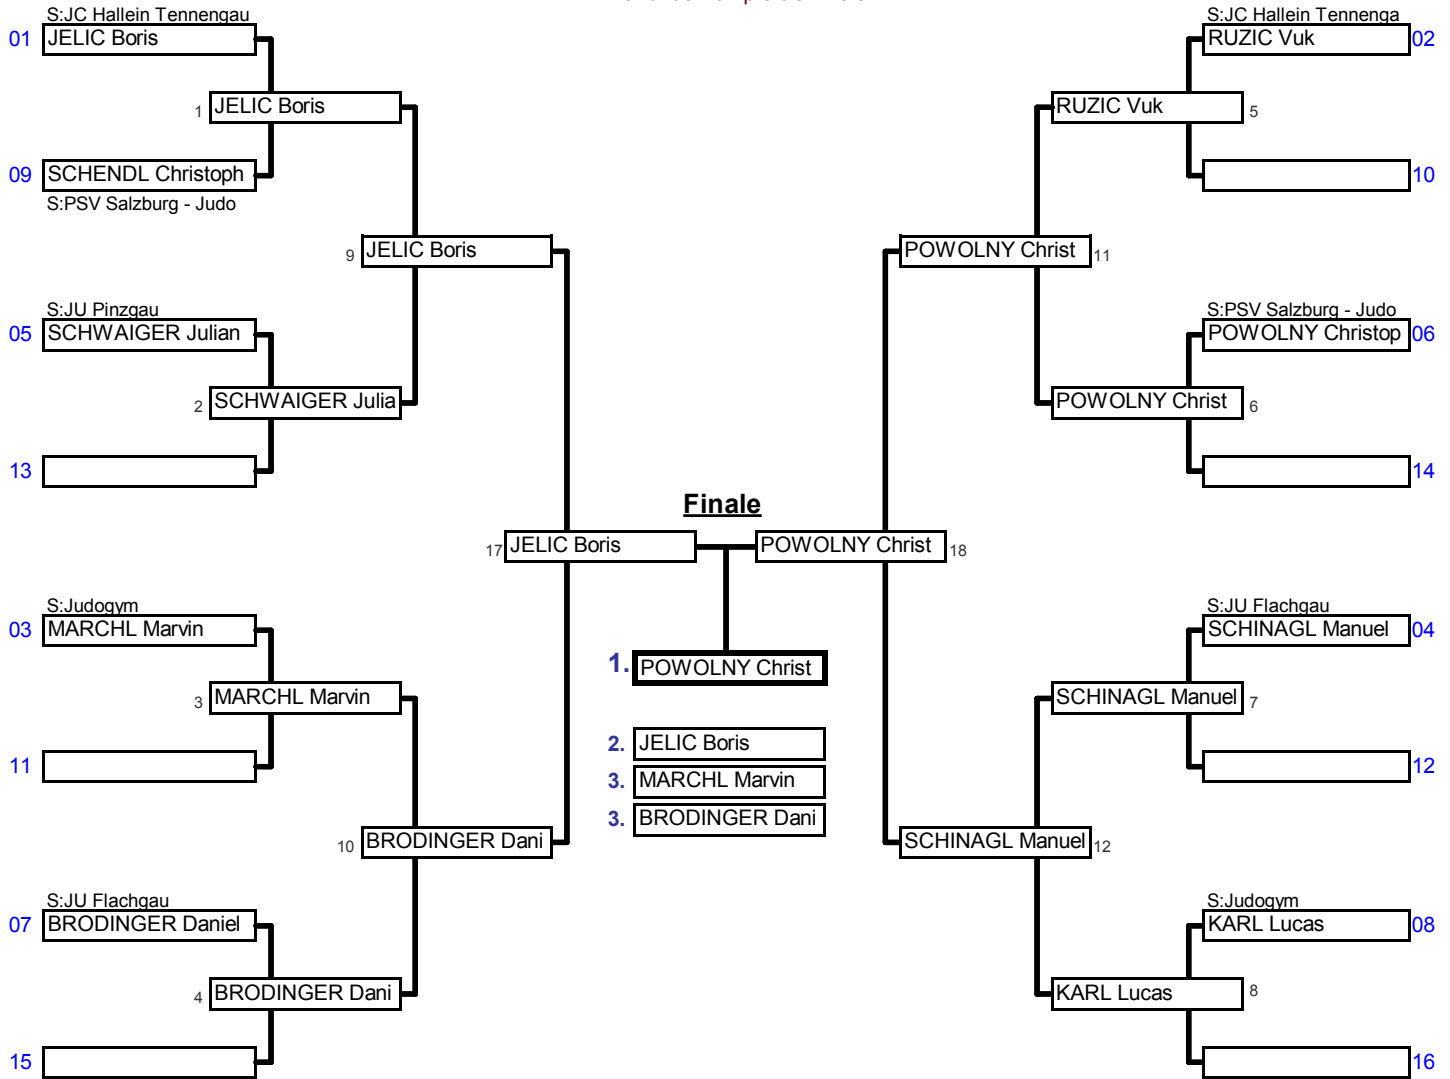 S:JC Hallein Tennengau
01 JELIC Boris
1 JELIC Boris
09 SCHENDL Christoph
S:PSV Salzburg - Judo
9 JELIC Boris
S:JU Pinzgau
05 SCHWAIGER Julian
2 SCHWAIGER Julia
13
17 JELIC Boris
S:Judogym
03 MARCHL Marvin
3 MARCHL Marvin
11
10 BRODINGER Dani
S:JU Flachgau
07 BRODINGER Daniel
4 BRODINGER Dani
15
Finale
1. POWOLNY Christ
2. JELIC Boris
3. MARCHL Marvin
3. BRODINGER Dani
S:JC Hallein Tennenga
RUZIC Vuk 02
RUZIC Vuk 5
10
POWOLNY Christ 11
S:PSV Salzburg - Judo
POWOLNY Christop 06
POWOLNY Christ 6
14
POWOLNY Christ 18
S:JU Flachgau
SCHINAGL Manuel 04
SCHINAGL Manuel 7
12
SCHINAGL Manuel 12
S:Judogym
KARL Lucas 08
KARL Lucas 8
16